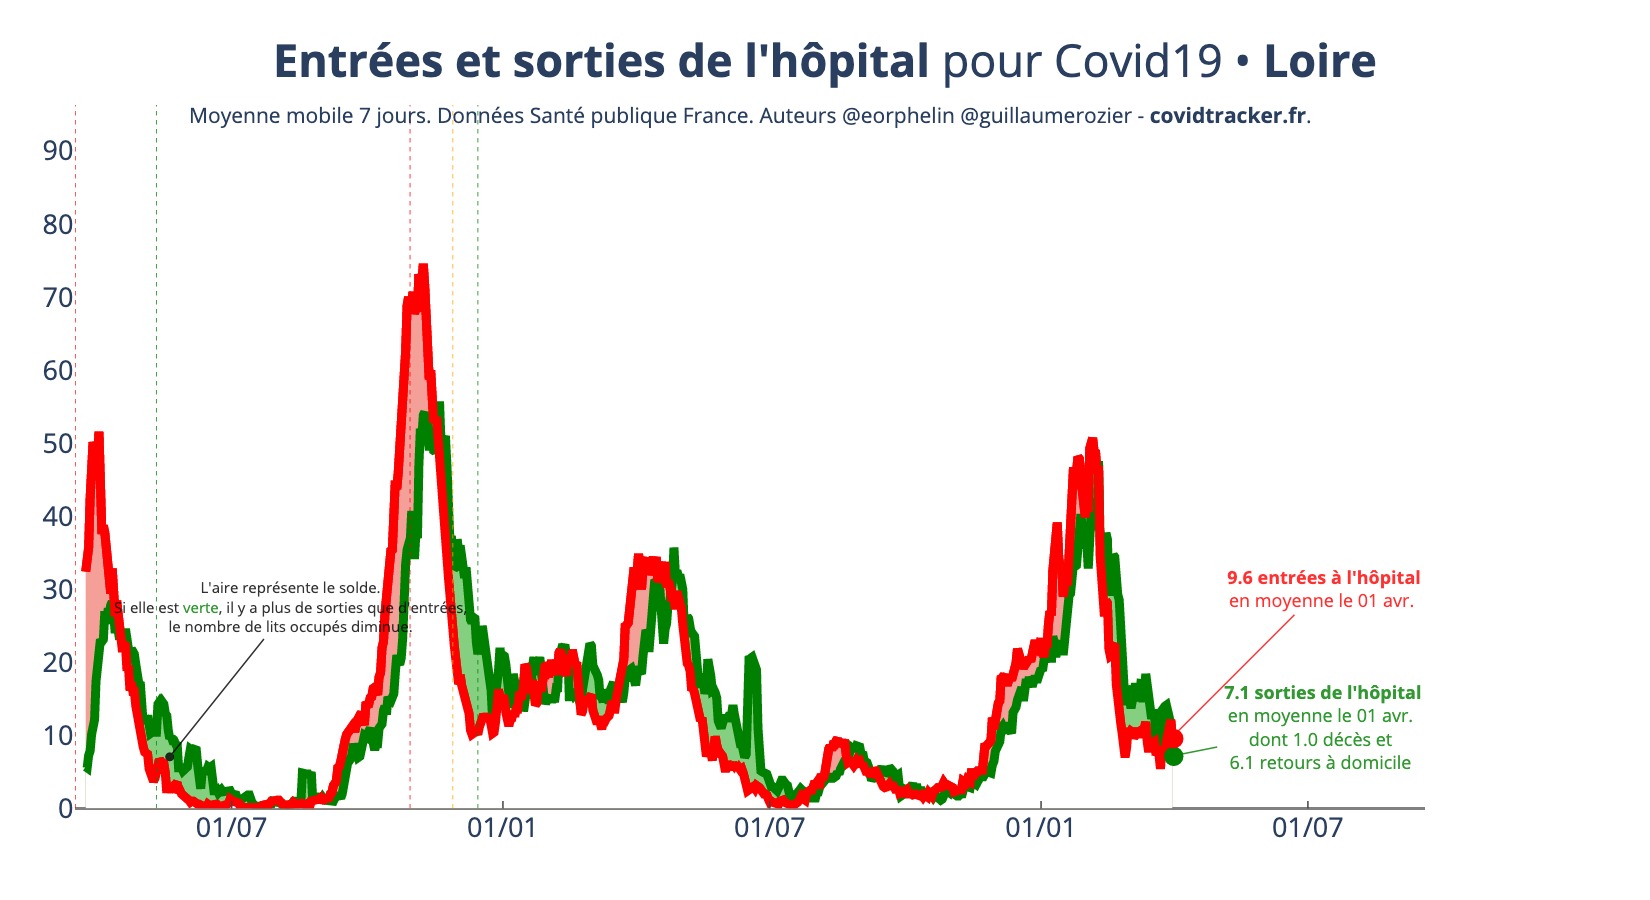 Entrées et sorties de l'hôpital pour Covid19 • Loire
Moyenne mobile 7 jours. Données Santé publique France. Auteurs @eorphelin @guillaumerozier - covidtracker.fr.
90
80
70
60
50
40
30
20
10
0
L'aire représente le solde.
Si elle est verte, il y a plus de sorties que d'entrées,
le nombre de lits occupés diminue.
9.6 entrées à l'hôpital
en moyenne le 01 avr.
7.1 sorties de l'hôpital
en moyenne le 01 avr.
dont 1.0 décès et
6.1 retours à domicile
01/07
01/01
01/07
01/01
01/07